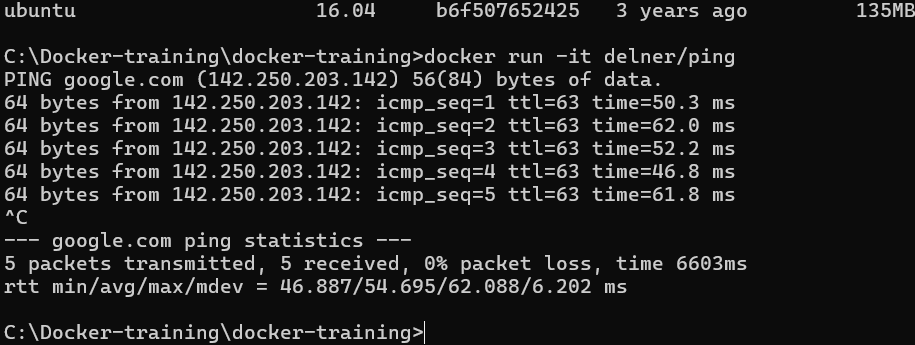 ubuntu 16.04 b6f507652425 3 years ago 135MB
C:\Docker-training\docker-training>docker run -it delner/ping
PING google.com (142.250.203.142) 56(84) bytes of data.
64 bytes from 142.250.203.142: icmp_seq=1 ttl=63 time=50.3 ms
64 bytes from 142.250.203.142: icmp_seq=2 ttl=63 time=62.0 ms
64 bytes from 142.250.203.142: icmp_seq=3 ttl=63 time=52.2 ms
64 bytes from 142.250.203.142: icmp_seq=4 ttl=63 time=46.8 ms
64 bytes from 142.250.203.142: icmp_seq=5 ttl=63 time=61.8 ms
^C
--- google.com ping statistics ---
5 packets transmitted, 5 received, 0% packet loss, time 6603ms
rtt min/avg/max/mdev = 46.887/54.695/62.088/6.202 ms
C:\Docker-training\docker-training>